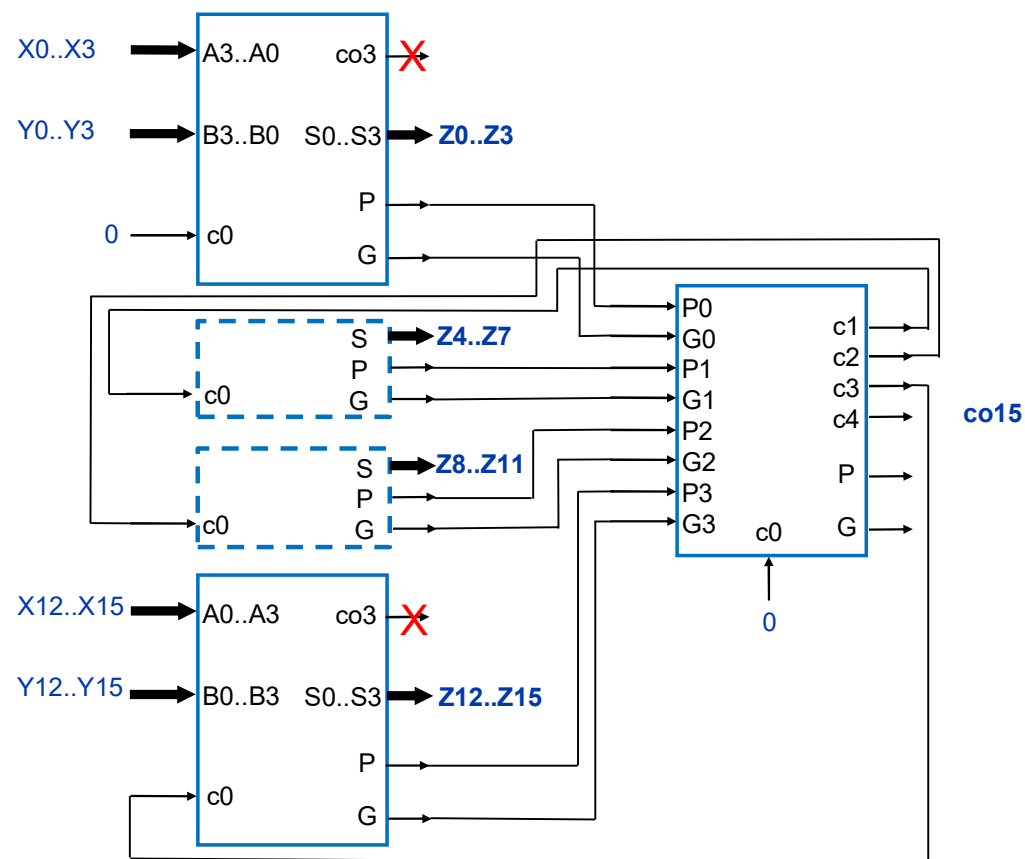 X0..X3
A3..A0
co3
X
Y0..Y3
B3..B0
S0..S3
Z0..Z3
P
0
c0
G
S
Z4..Z7
P
c0
G
S
Z8..Z11
P
c0
G
X12..X15
A0..A3
co3
X
Y12..Y15
B0..B3
S0..S3
Z12..Z15
P
c0
G
P0
G0
P1
G1
P2
G2
P3
G3
c0
c1
c2
c3
c4
P
G
0
co15